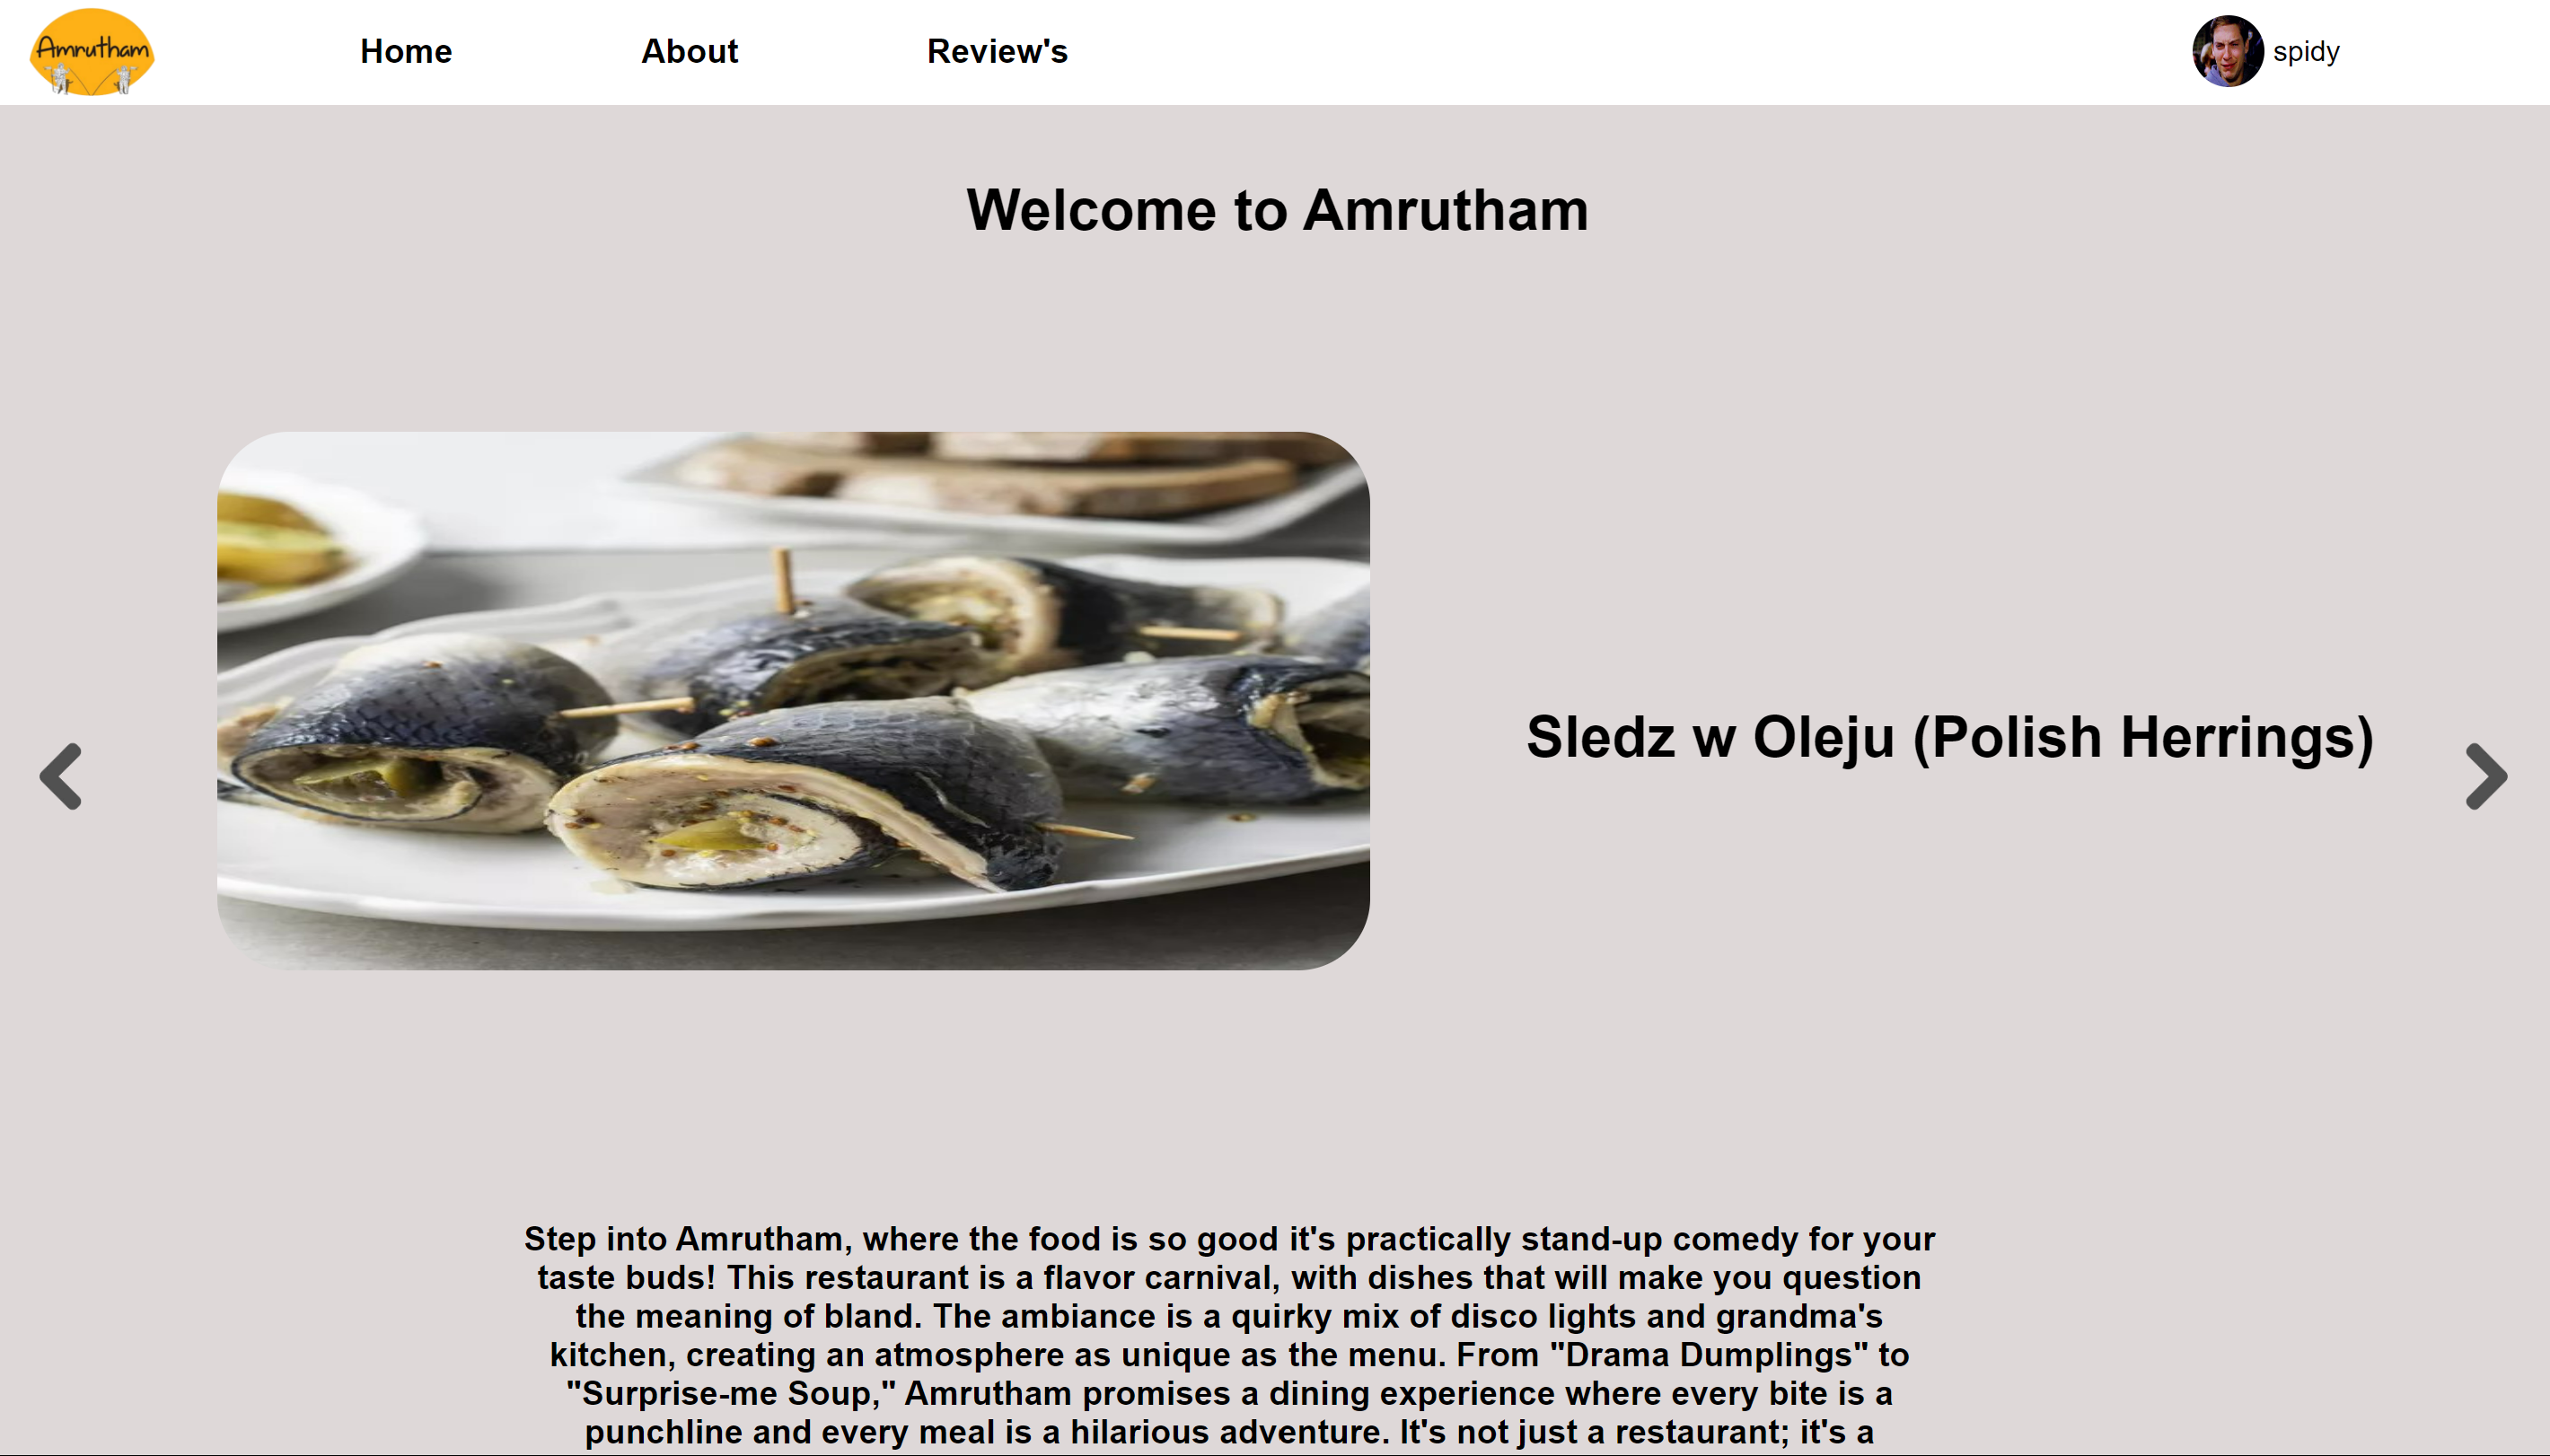 Amrutham
Home
About
Review's
spidy
Welcome to Amrutham
Sledz w Oleju (Polish Herrings)
Step into Amrutham, where the food is so good it's practically stand-up comedy for your
taste buds! This restaurant is a flavor carnival, with dishes that will make you question
the meaning of bland. The ambiance is a quirky mix of disco lights and grandma's
kitchen, creating an atmosphere as unique as the menu. From "Drama Dumplings" to
"Surprise-me Soup," Amrutham promises a dining experience where every bite is a
punchline and every meal is a hilarious adventure. It's not just a restaurant; it's a